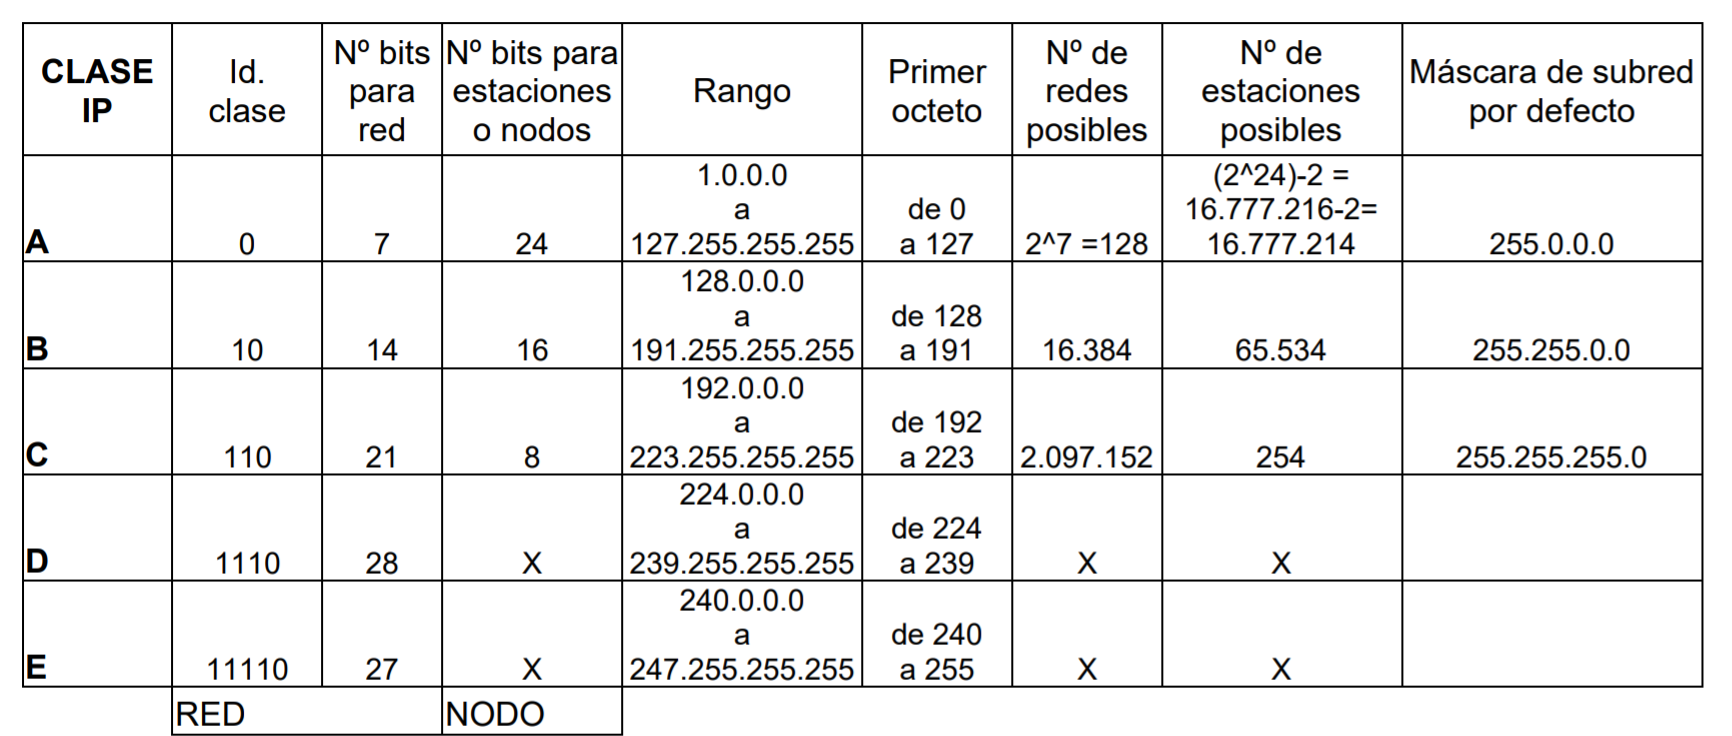 CLASE
IP
Id.
clase
Nº bits
para
red
Nº bits para
estaciones
o nodos
Rango
Primer
octeto
Nº de
redes
posibles
Nº de
estaciones
posibles
Máscara de subred
por defecto
A
0
7
24
1.0.0.0
a
127.255.255.255
de 0
a 127
2^7 =128
(2^24)-2 =
16.777.216-2=
16.777.214
255.0.0.0
B
10
14
16
128.0.0.0
a
191.255.255.255
de 128
a 191
16.384
65.534
255.255.0.0
C
110
21
8
192.0.0.0
a
223.255.255.255
de 192
a 223
2.097.152
254
255.255.255.0
D
1110
28
X
224.0.0.0
a
239.255.255.255
de 224
a 239
X
X
E
11110
27
X
240.0.0.0
a
247.255.255.255
de 240
a 255
X
X
RED
NODO